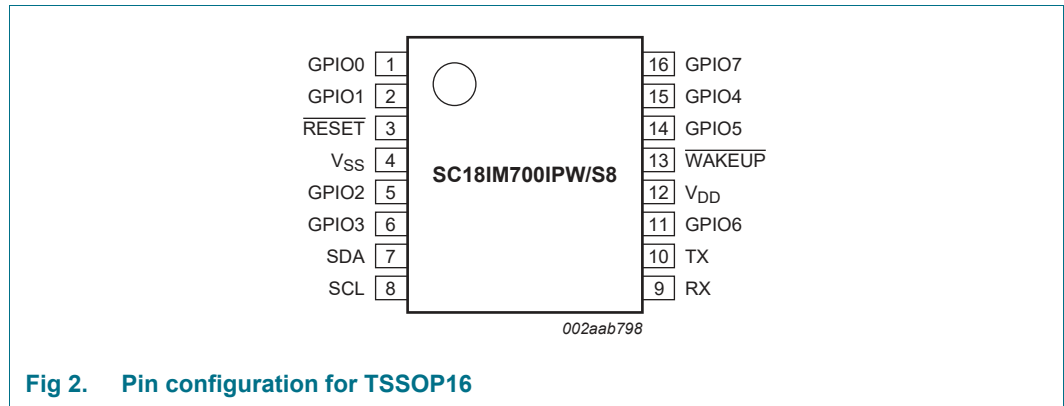 GPIO0 1
GPIO1 2
RESET 3
VSS 4
GPIO2 5
GPIO3 6
SDA 7
SCL 8
SC18IM700IPW/S8
16 GPIO7
15 GPIO4
14 GPIO5
13 WAKEUP
12 VDD
11 GPIO6
10 TX
9 RX
002aab798
Fig 2. Pin configuration for TSSOP16